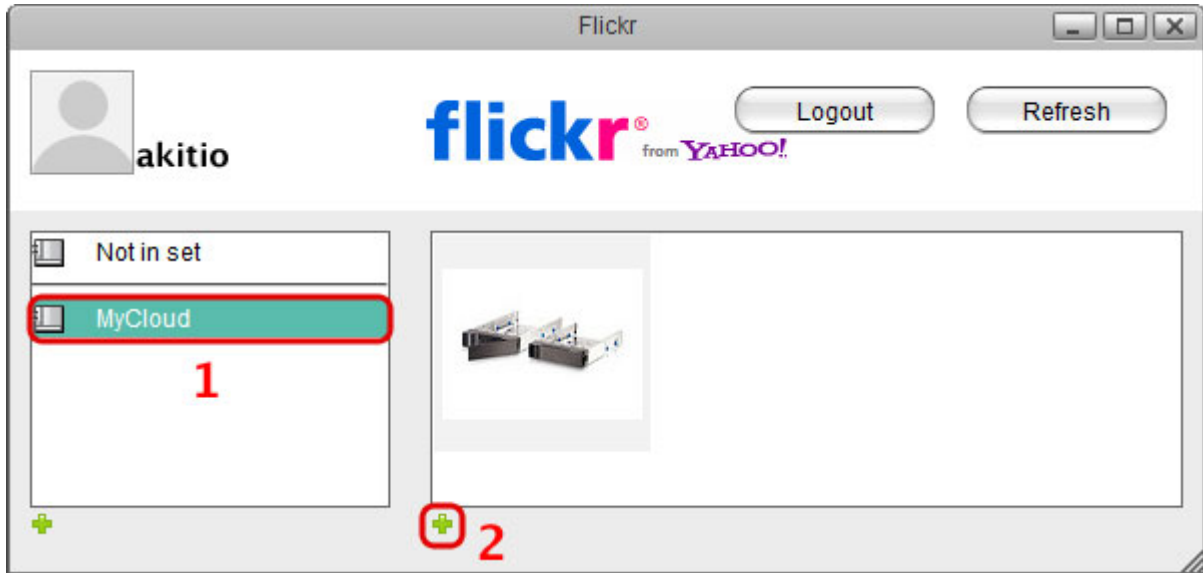 Flickr
akitio
flickr®
from YAHOO!
Logout
Refresh
Not in set
MyCloud
1
2